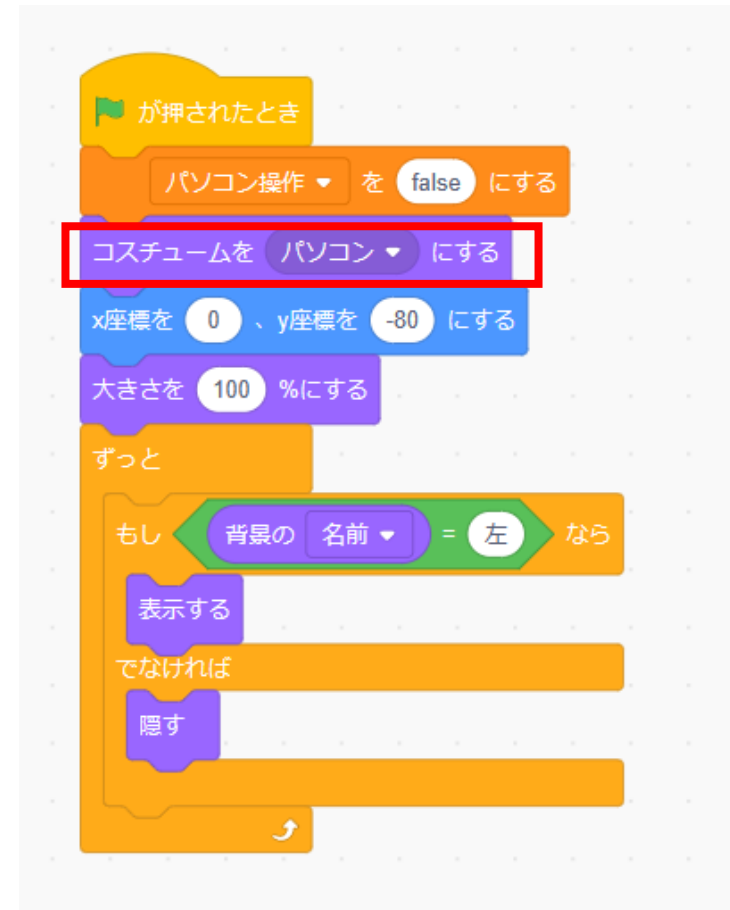 が押されたとき
パソコン操作 を false にする
コスチュームを パソコン にする
x座標を 0 、y座標を -80 にする
大きさを 100 %にする
ずっと
もし 背景の 名前 = 左 なら
表示する
でなければ
隠す